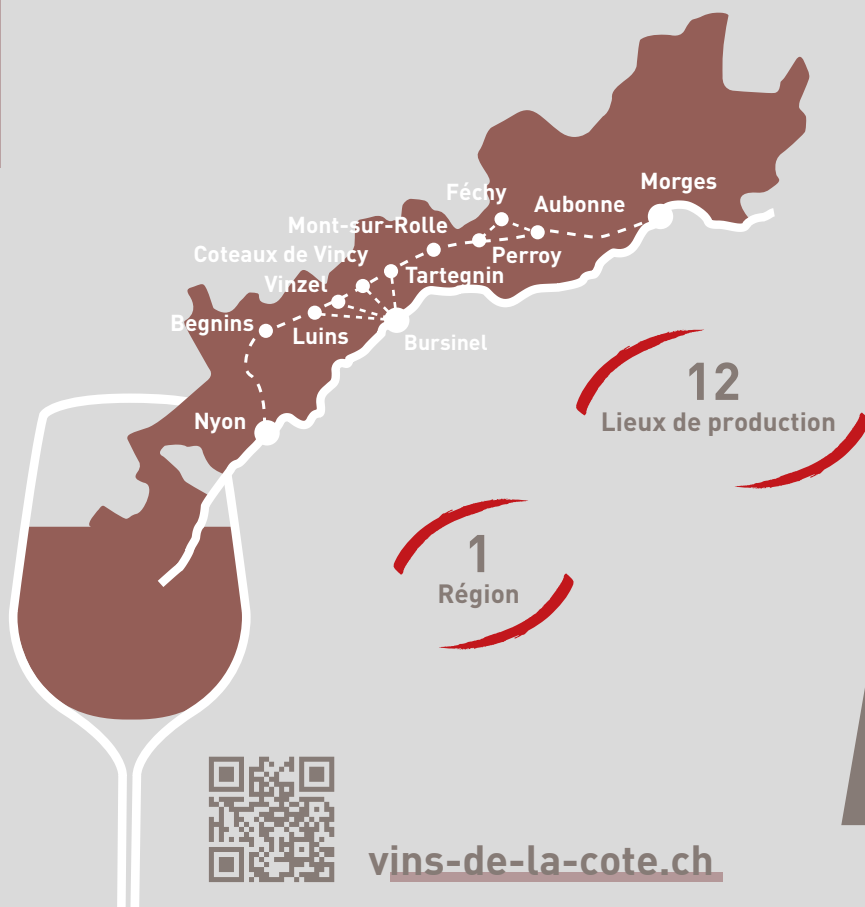 Morges
Féchy
Aubonne
Mont-sur-Rolle
Coteaux de Vincy
Perroy
Tartegnin
Vinzel
Begnins
Luins
Bursinel
Nyon
12
Lieux de production
1
Région
vins-de-la-cote.ch